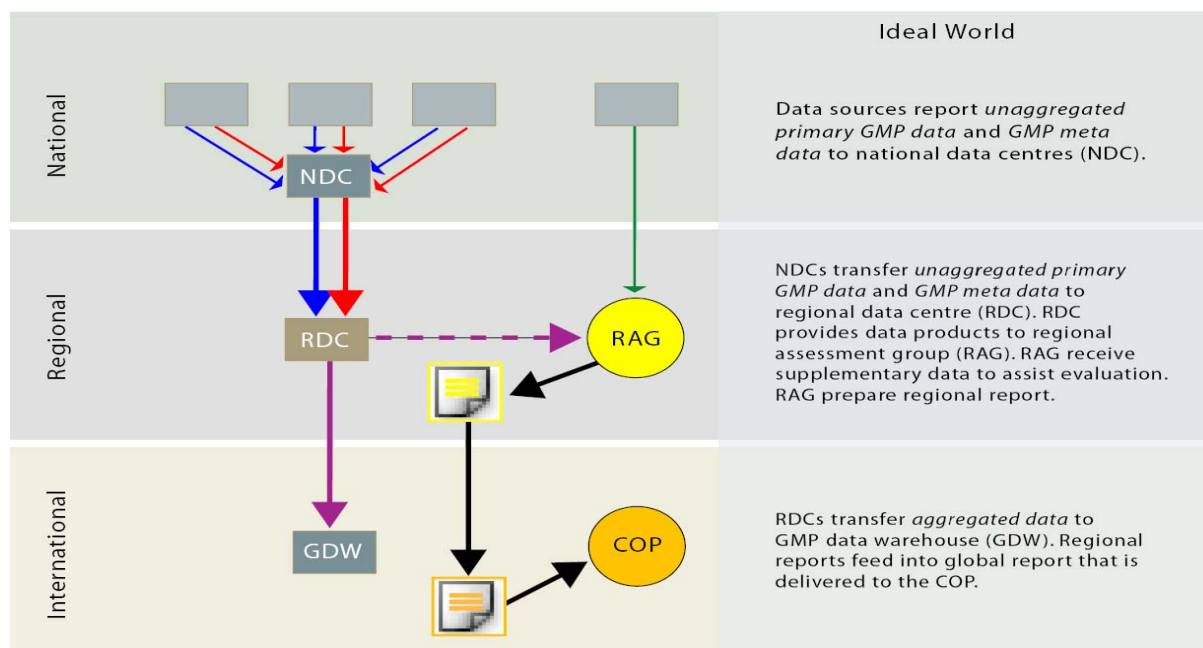 Ideal World
National
NDC
Data sources report unaggregated
primary GMP data and GMP meta
data to national data centres (NDC).
Regional
RDC
RAG
NDCs transfer unaggregated primary
GMP data and GMP meta data to
regional data centre (RDC). RDC
provides data products to regional
assessment group (RAG). RAG receive
supplementary data to assist evaluation.
RAG prepare regional report.
International
GDW
COP
RDCs transfer aggregated data to
GMP data warehouse (GDW). Regional
reports feed into global report that is
delivered to the COP.